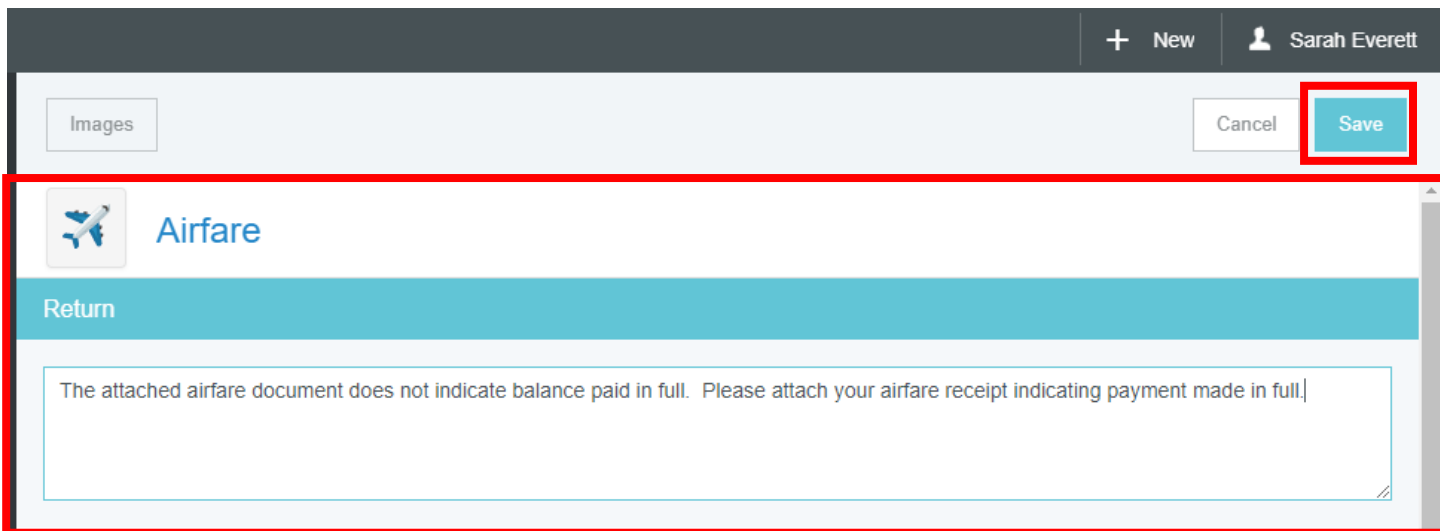 + New Sarah Everett
Images Cancel Save
Airfare
Return
The attached airfare document does not indicate balance paid in full.  Please attach your airfare receipt indicating payment made in full.